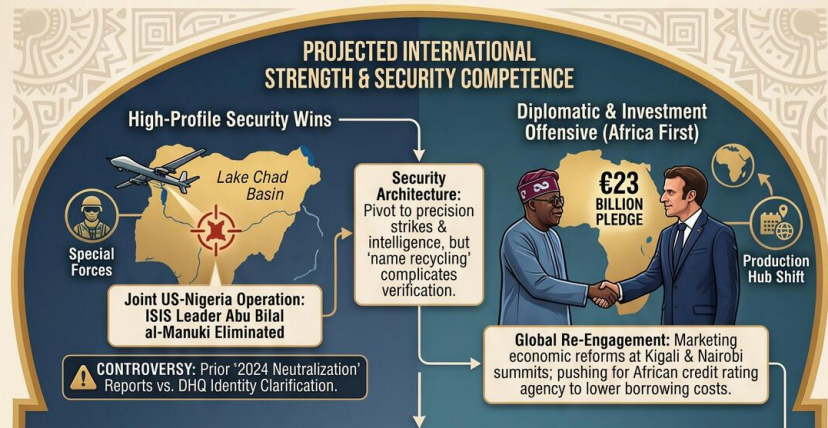 PROJECTED INTERNATIONAL
STRENGTH & SECURITY COMPETENCE
High-Profile Security Wins
Lake Chad
Basin
Special
Forces
Joint US-Nigeria Operation:
ISIS Leader Abu Bilal
al-Manuki Eliminated
CONTROVERSY: Prior '2024 Neutralization'
Reports vs. DHQ Identity Clarification.
Security
Architecture:
Pivot to precision
strikes &
intelligence, but
'name recycling'
complicates
verification.
Diplomatic & Investment
Offensive (Africa First)
€23
BILLION
PLEDGE
Production
Hub Shift
Global Re-Engagement: Marketing
economic reforms at Kigali & Nairobi
summits; pushing for African credit rating
agency to lower borrowing costs.